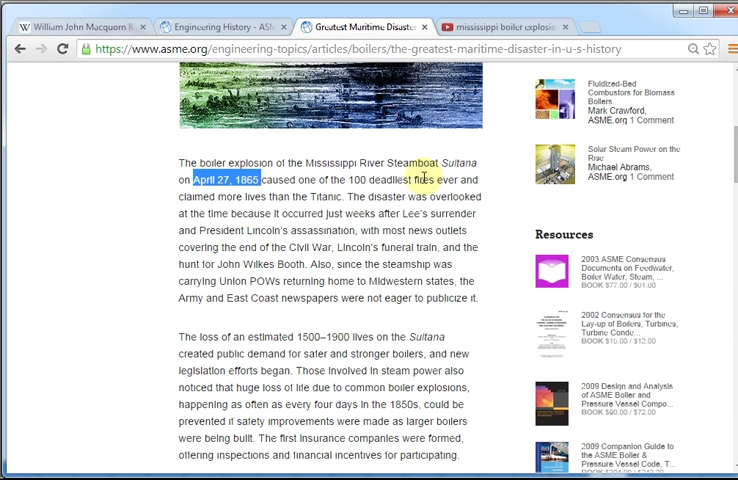 William John Macquorn R
Engineering History - ASM
Greatest Maritime Disaste
mississippi boiler explosio
https://www.asme.org/engineering-topics/articles/boilers/the-greatest-maritime-disaster-in-u-s-history
The boiler explosion of the Mississippi River Steamboat Sultana
on April 27, 1865 caused one of the 100 deadliest fires ever and
claimed more lives than the Titanic. The disaster was overlooked
at the time because it occurred just weeks after Lee's surrender
and President Lincoln's assassination, with most news outlets
covering the end of the Civil War, Lincoln's funeral train, and the
hunt for John Wilkes Booth. Also, since the steamship was
carrying Union POWs returning home to Midwestern states, the
Army and East Coast newspapers were not eager to publicize it.
The loss of an estimated 1500–1900 lives on the Sultana
created public demand for safer and stronger boilers, and new
legislation efforts began. Those involved in steam power also
noticed that huge loss of life due to common boiler explosions,
happening as often as every four days in the 1850s, could be
prevented if safety improvements were made as larger boilers
were being built. The first insurance companies were formed,
offering inspections and financial incentives for participating.
Fluidized-Bed
Combustors for Biomass
Boilers
Mark Crawford,
ASME.org 1 Comment
Solar Steam Power on the
Rise
Michael Abrams,
ASME.org 1 Comment
Resources
2003 ASME Consensus
Documents on Feedwater,
Boiler Water, Steam, ...
BOOK $77.00 / $61.00
2002 Consensus for the
Lay-up of Boilers, Turbines,
Turbine Conde...
BOOK / $12.00
2009 Design and Analysis
of ASME Boiler and
Pressure Vessel Compo...
BOOK $90.00 / $72.00
2009 Companion Guide to
the ASME Boiler &
Pressure Vessel Code, T...